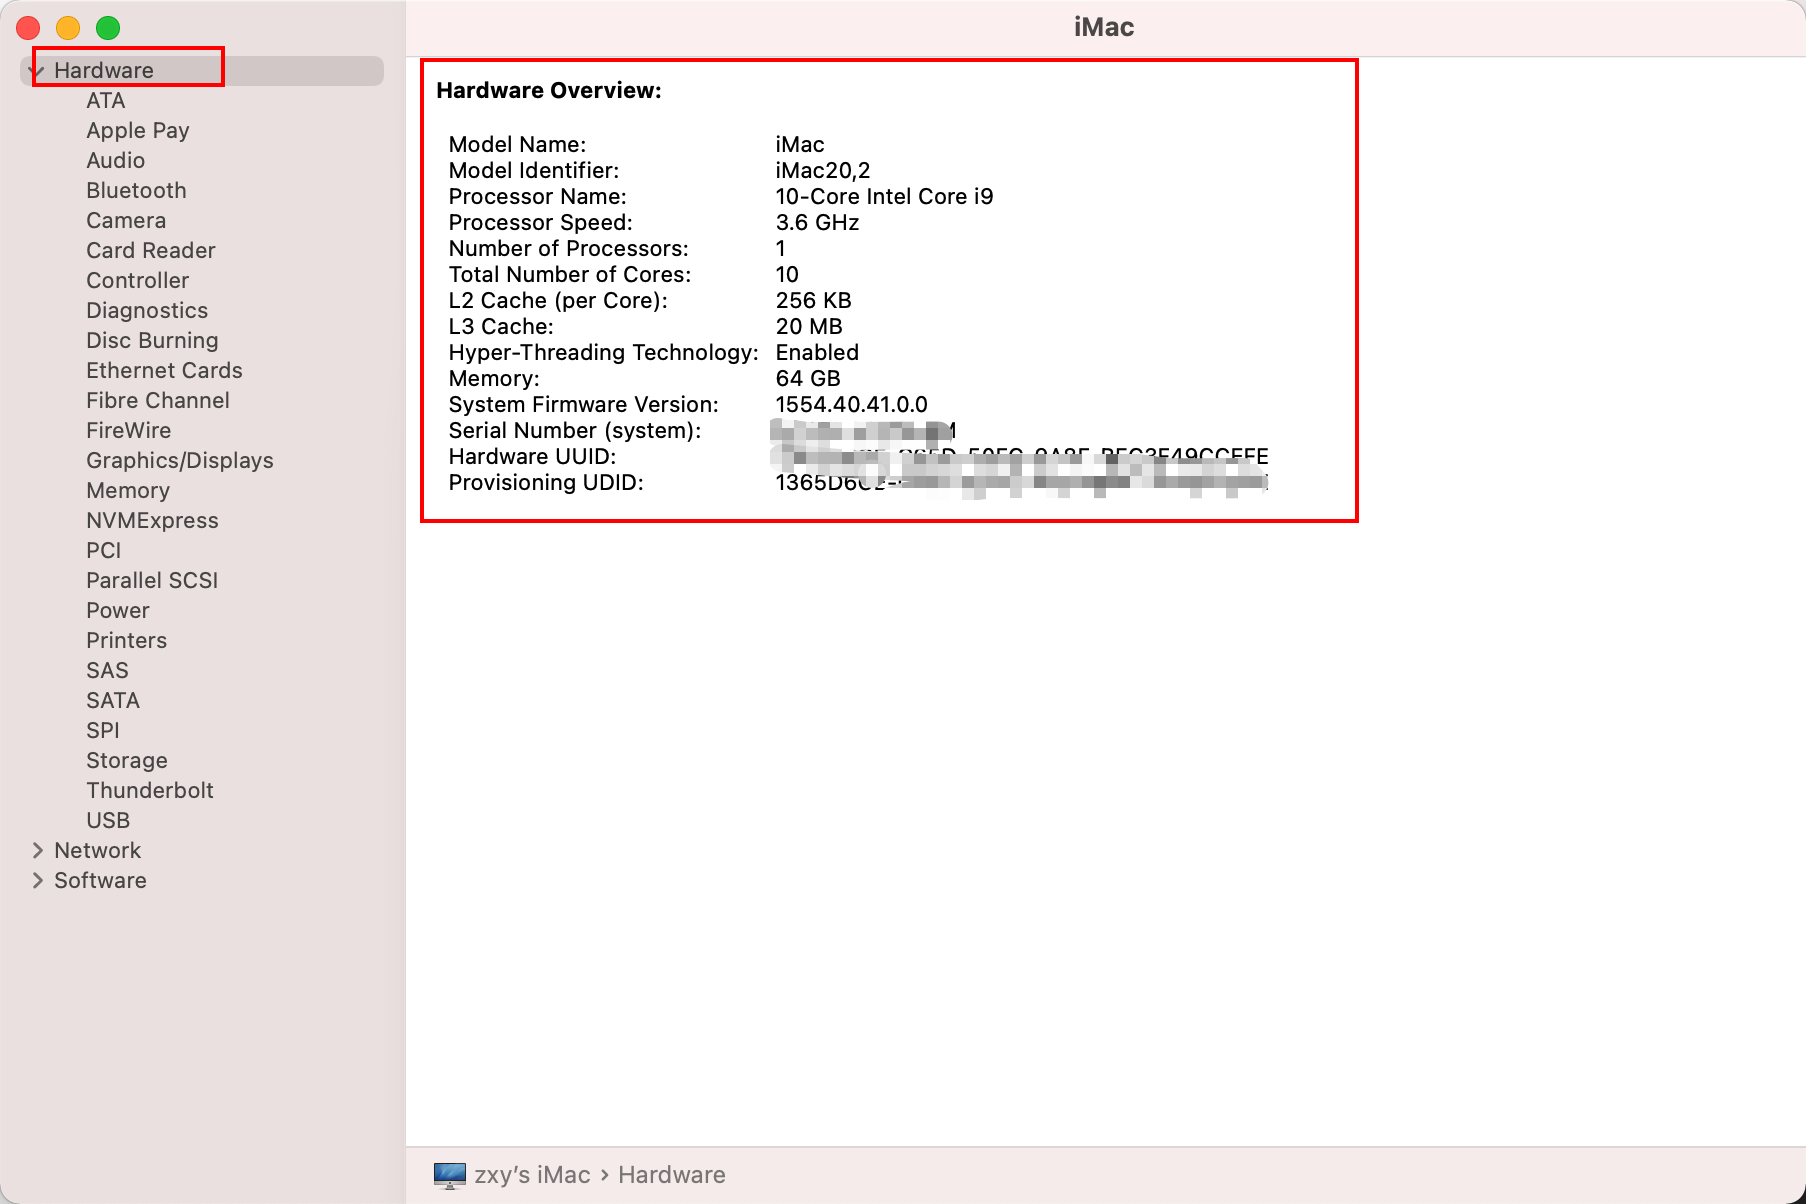 iMac
Hardware
ATA
Apple Pay
Audio
Bluetooth
Camera
Card Reader
Controller
Diagnostics
Disc Burning
Ethernet Cards
Fibre Channel
FireWire
Graphics/Displays
Memory
NVMExpress
PCI
Parallel SCSI
Power
Printers
SAS
SATA
SPI
Storage
Thunderbolt
USB
Network
Software
Hardware Overview:
Model Name: iMac
Model Identifier: iMac20,2
Processor Name: 10-Core Intel Core i9
Processor Speed: 3.6 GHz
Number of Processors: 1
Total Number of Cores: 10
L2 Cache (per Core): 256 KB
L3 Cache: 20 MB
Hyper-Threading Technology: Enabled
Memory: 64 GB
System Firmware Version: 1554.40.41.0.0
Serial Number (system):
Hardware UUID:
Provisioning UDID:
zxy’s iMac › Hardware